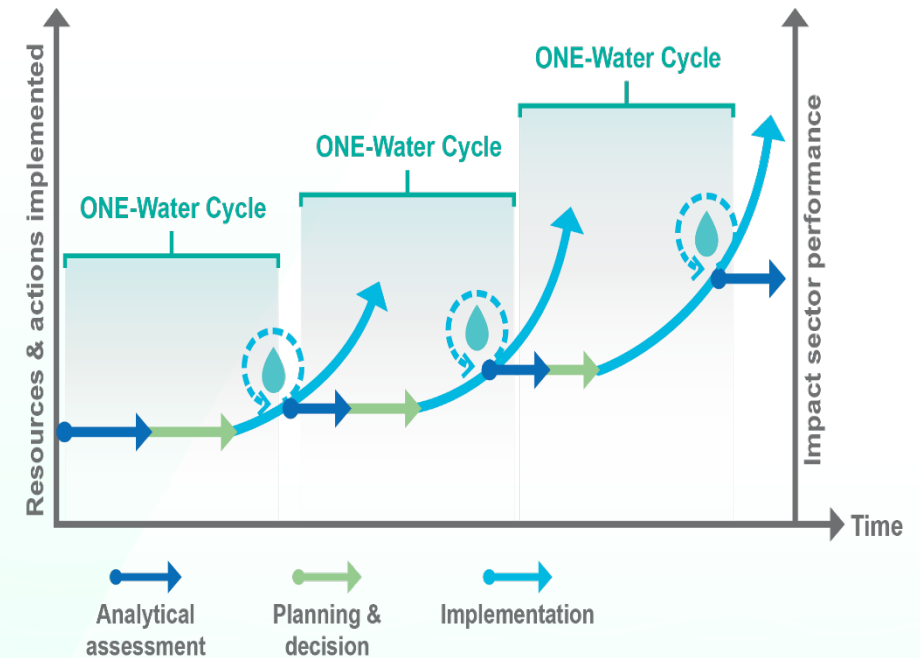 Resources & actions implemented
ONE-Water Cycle
ONE-Water Cycle
ONE-Water Cycle
Impact sector performance
Time
Analytical
assessment
Planning &
decision
Implementation